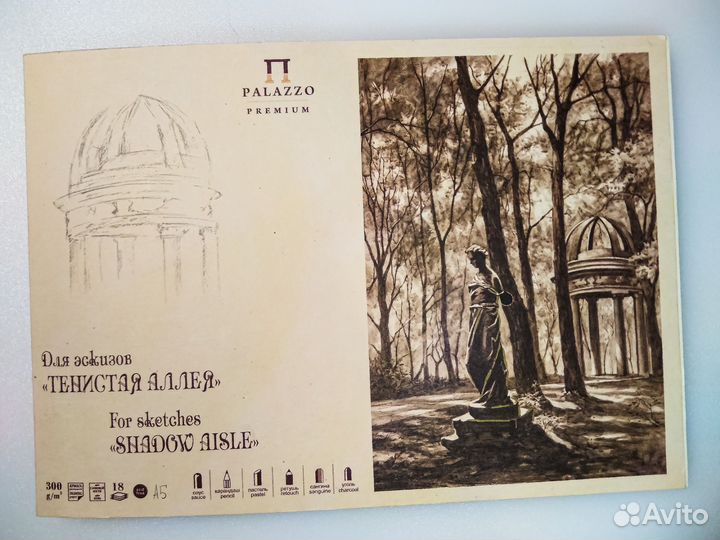 PALAZZO
PREMIUM
Для эскизов
«ТЕНИСТАЯ АЛЛЕЯ»
For sketches
«SHADOW AISLE»
300
g/m²
18
А5
соус
sauce
карандаш
pencil
пастель
pastel
ретушь
retouch
сангина
sanguine
уголь
charcoal
Avito